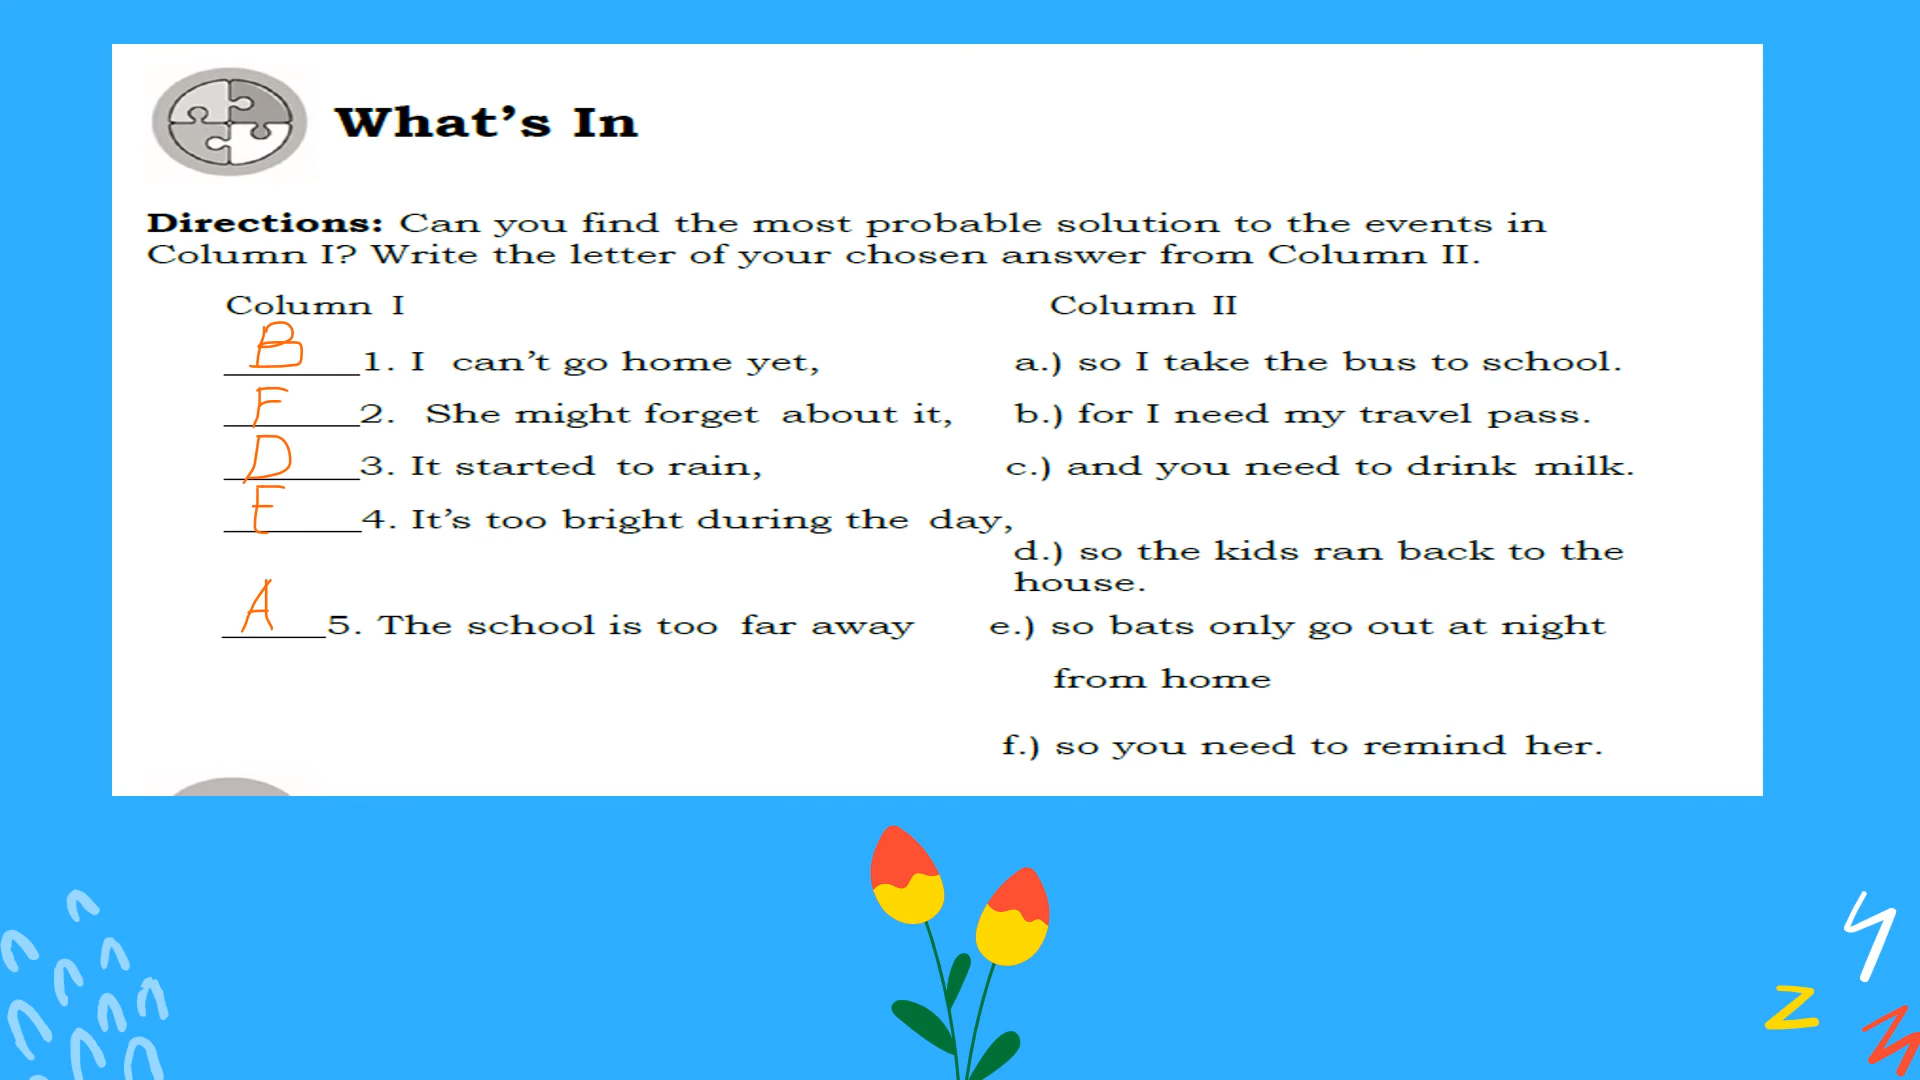 What's In
Directions: Can you find the most probable solution to the events in
Column I? Write the letter of your chosen answer from Column II.
Column I
Column II
B 1. I can't go home yet,
a.) so I take the bus to school.
F 2. She might forget about it,
b.) for I need my travel pass.
D 3. It started to rain,
c.) and you need to drink milk.
E 4. It's too bright during the day,
d.) so the kids ran back to the
house.
A 5. The school is too far away
e.) so bats only go out at night
from home
f.) so you need to remind her.